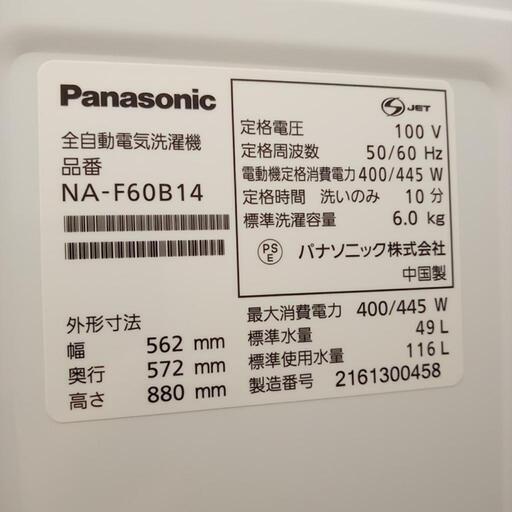 Panasonic
全自動電気洗濯機
品番
NA-F60B14
外形寸法
幅 562 mm
奥行 572 mm
高さ 880 mm
S JET
定格電圧 100 V
定格周波数 50/60 Hz
電動機定格消費電力 400/445 W
定格時間 洗いのみ 10 分
標準洗濯容量 6.0 kg
PS E パナソニック株式会社
中国製
最大消費電力 400/445 W
標準水量 49 L
標準使用水量 116 L
製造番号 2161300458